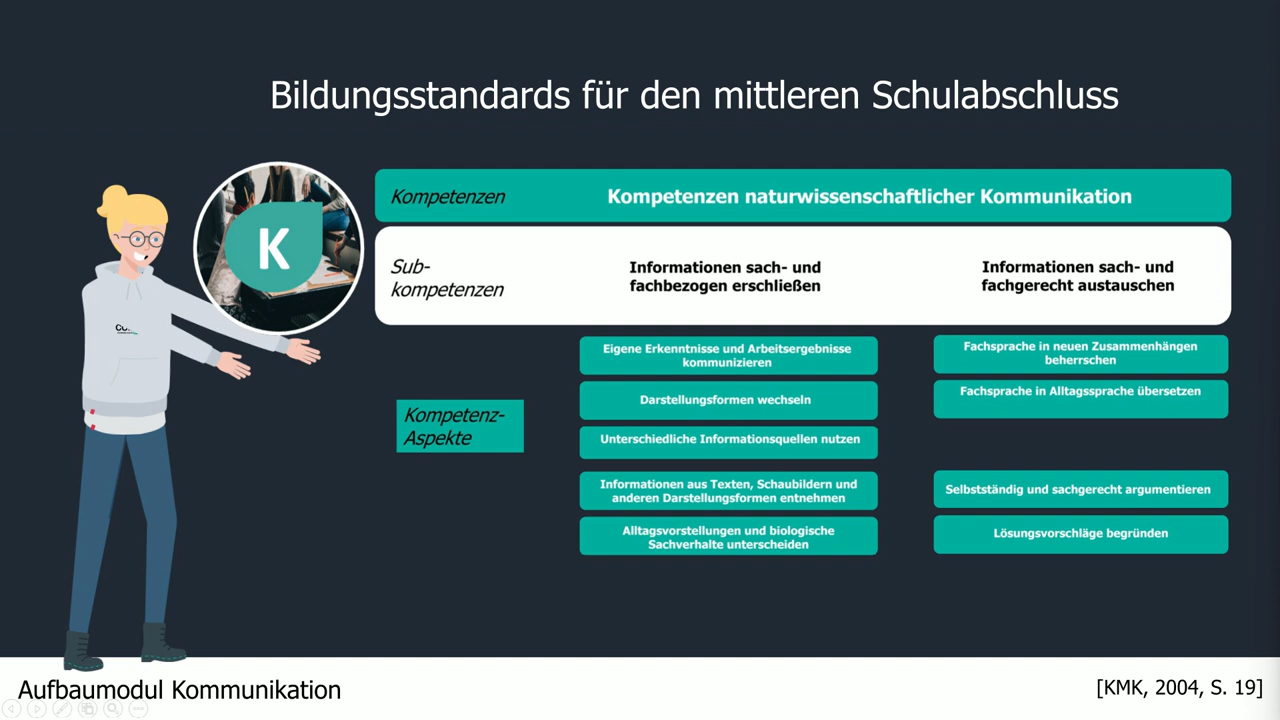 Bildungsstandards für den mittleren Schulabschluss
K
Kompetenzen
Kompetenzen naturwissenschaftlicher Kommunikation
Sub-
kompetenzen
Informationen sach- und
fachbezogen erschließen
Informationen sach- und
fachgerecht austauschen
Kompetenz-
Aspekte
Eigene Erkenntnisse und Arbeitsergebnisse
kommunizieren
Darstellungsformen wechseln
Unterschiedliche Informationsquellen nutzen
Informationen aus Texten, Schaubildern und
anderen Darstellungsformen entnehmen
Alltagsvorstellungen und biologische
Sachverhalte unterscheiden
Fachsprache in neuen Zusammenhängen
beherrschen
Fachsprache in Alltagssprache übersetzen
Selbstständig und sachgerecht argumentieren
Lösungsvorschläge begründen
Aufbaumodul Kommunikation
[KMK, 2004, S. 19]